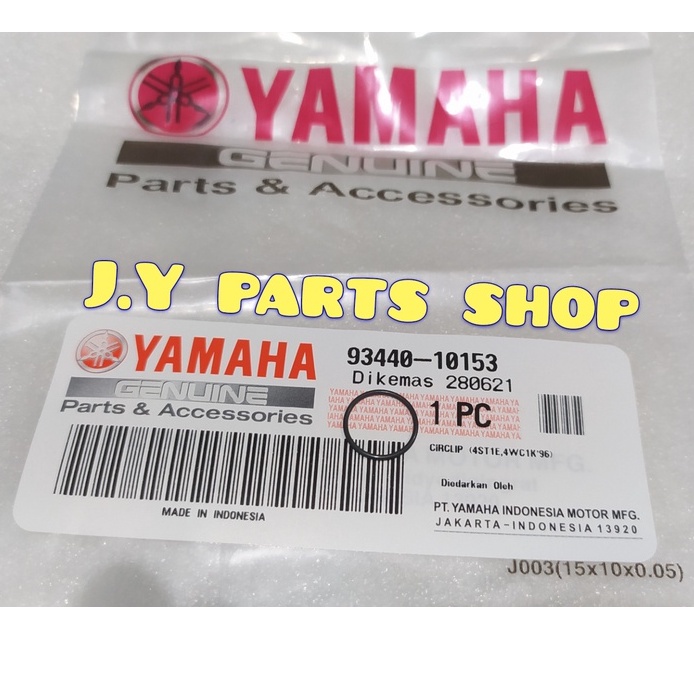 YAMAHA
GENUINE
Parts & Accessories
J.Y PARTS SHOP
YAMAHA
GENUINE
Parts & Accessories
93440-10153
Dikemas 280621
1 PC
CIRCLIP (4ST1E,4WC1K'96)
Diedarkan Oleh
PT. YAMAHA INDONESIA MOTOR MFG.
JAKARTA-INDONESIA 13920
MADE IN INDONESIA
J003(15x10x0.05)